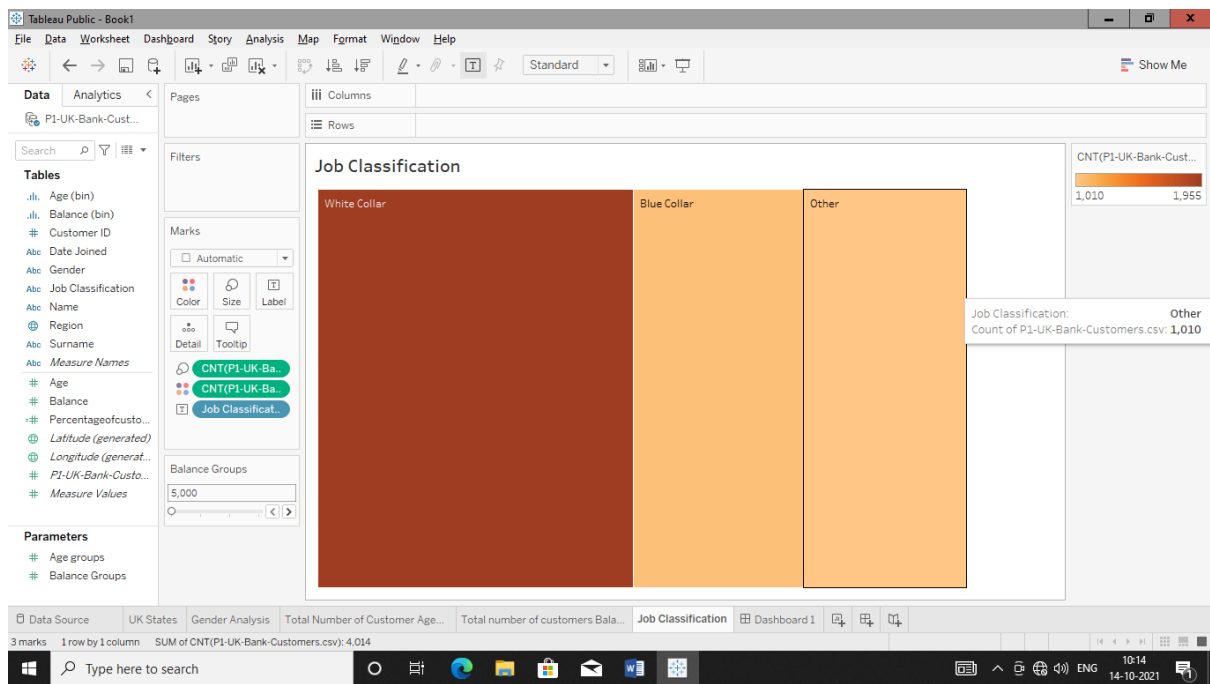 Tableau Public - Book1
File Data Worksheet Dashboard Story Analysis Map Format Window Help
Standard
Show Me
Data Analytics
Pages
Columns
P1-UK-Bank-Cust...
Rows
Search
Filters
Job Classification
CNT(P1-UK-Bank-Cust...
1,010 1,955
Tables
Age (bin)
Balance (bin)
# Customer ID
Abc Date Joined
Abc Gender
Abc Job Classification
Abc Name
Region
Abc Surname
Abc Measure Names
# Age
# Balance
=# Percentageofcusto...
Latitude (generated)
Longitude (generat...
# P1-UK-Bank-Custo...
# Measure Values
Parameters
# Age groups
# Balance Groups
Marks
Automatic
Color Size Label
Detail Tooltip
CNT(P1-UK-Ba..
CNT(P1-UK-Ba..
Job Classificat..
Balance Groups
5,000
White Collar
Blue Collar
Other
Job Classification: Other
Count of P1-UK-Bank-Customers.csv: 1,010
Data Source UK States Gender Analysis Total Number of Customer Age... Total number of customers Bala... Job Classification Dashboard 1
3 marks 1 row by 1 column SUM of CNT(P1-UK-Bank-Customers.csv): 4,014
Type here to search
ENG
10:14
14-10-2021
1